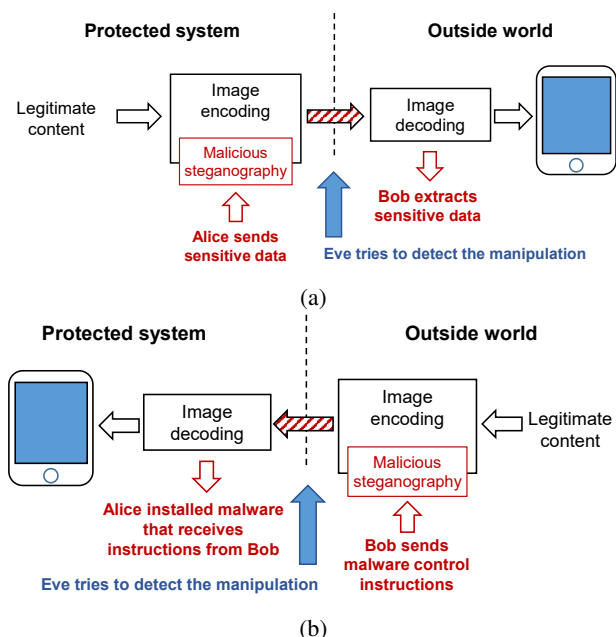 Protected system
Outside world
Legitimate
content
Image
encoding
Malicious
steganography
Image
decoding
Alice sends
sensitive data
Bob extracts
sensitive data
Eve tries to detect the manipulation
(a)
Protected system
Outside world
Image
decoding
Image
encoding
Malicious
steganography
Legitimate
content
Alice installed malware
that receives
instructions from Bob
Bob sends
malware control
instructions
Eve tries to detect the manipulation
(b)